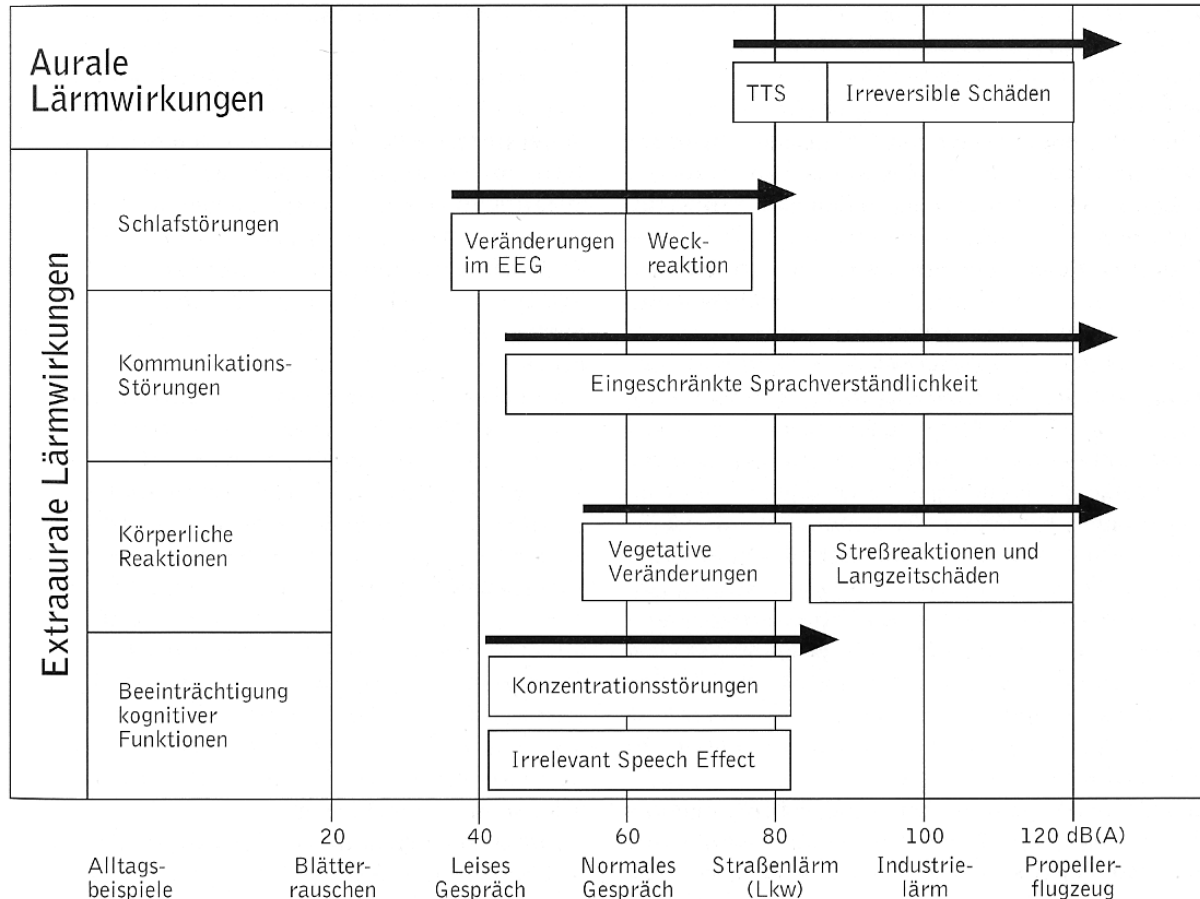 Aurale
Lärmwirkungen
TTS
Irreversible Schäden
Extraaurale Lärmwirkungen
Schlafstörungen
Veränderungen
im EEG
Weck-
reaktion
Kommunikations-
Störungen
Eingeschränkte Sprachverständlichkeit
Körperliche
Reaktionen
Vegetative
Veränderungen
Streßreaktionen und
Langzeitschäden
Beeinträchtigung
kognitiver
Funktionen
Konzentrationsstörungen
Irrelevant Speech Effect
20 40 60 80 100 120 dB(A)
Alltags-
beispiele
Blätter-
rauschen
Leises
Gespräch
Normales
Gespräch
Straßenlärm
(Lkw)
Industrie-
lärm
Propeller-
flugzeug